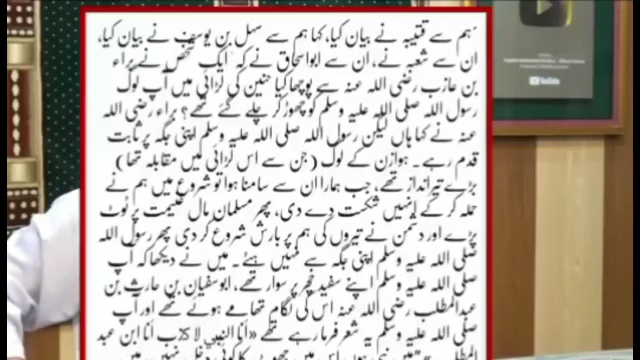 ہم سے قتیبہ نے بیان کیا، کہا ہم سے سہل بن یوسف نے بیان کیا،
ان سے شعبہ نے، ان سے ابواسحاق نے کہ ایک شخص نے براء
بن عازب رضی اللہ عنہ سے پوچھا کیا حنین کی لڑائی میں آپ لوگ
رسول اللہ صلی اللہ علیہ وسلم کو چھوڑ کر چلے گئے تھے؟ براء رضی اللہ
عنہ نے کہا ہاں لیکن رسول اللہ صلی اللہ علیہ وسلم اپنی جگہ پر ثابت
قدم رہے۔ ہوازن کے لوگ (جن سے اس لڑائی میں مقابلہ تھا)
بڑے تیرانداز تھے، جب ہمارا ان سے سامنا ہوا تو شروع میں ہم نے
حملہ کر کے انہیں شکست دے دی، پھر مسلمان مال غنیمت پر ٹوٹ
پڑے اور دشمن نے تیروں کی ہم پر بارش شروع کر دی پھر رسول اللہ
صلی اللہ علیہ وسلم اپنی جگہ سے نہیں ہٹے۔ میں نے دیکھا کہ آپ
صلی اللہ علیہ وسلم اپنے سفید خچر پر سوار تھے، ابوسفیان بن حارث بن
عبدالمطلب رضی اللہ عنہ اس کی لگام تھامے ہوئے تھے اور آپ
صلی اللہ علیہ وسلم یہ شعر فرما رہے تھے «أنا النبي لا كذب أنا ابن عبد
YouTube